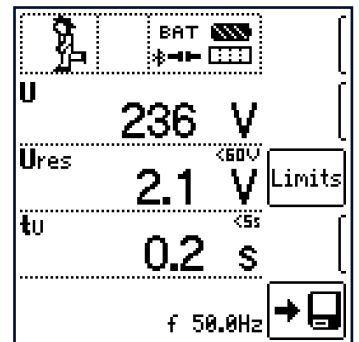 BAT
U
236 V
Ures <60V
2.1 V Limits
tU <5s
0.2 s
f 50.0Hz